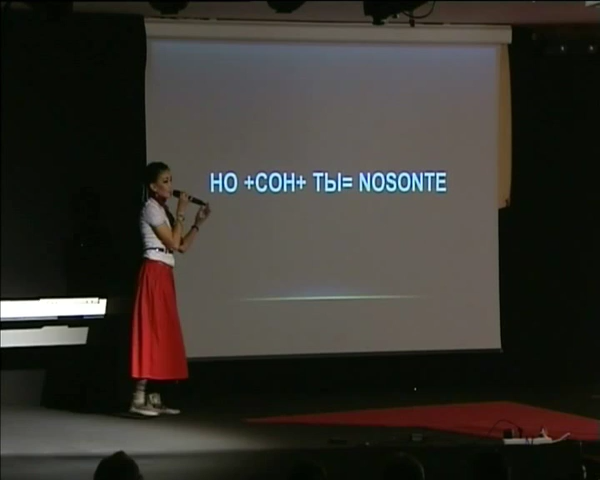 НО +СОН+ ТЫ= NOSONTE